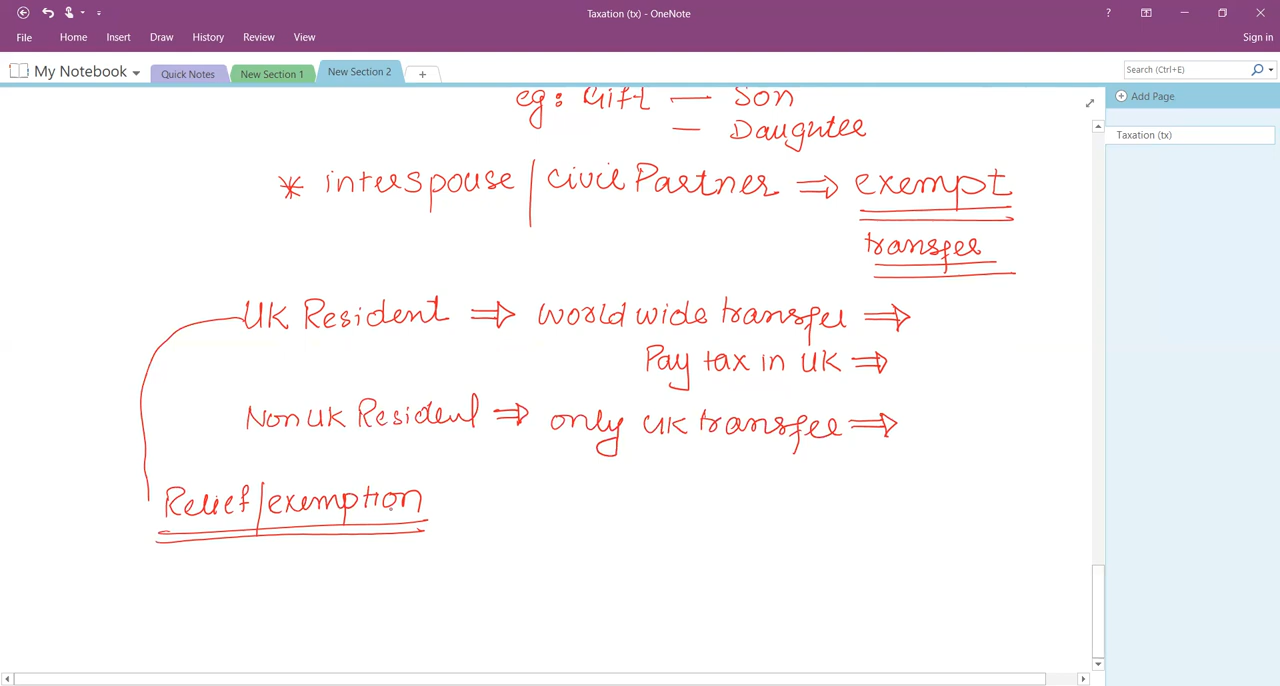 Taxation (tx) - OneNote
File Home Insert Draw History Review View Sign in
My Notebook Quick Notes New Section 1 New Section 2 + Search (Ctrl+E)
Add Page
Taxation (tx)
eg: Gift — Son
— Daughter
* interspouse / civil Partner ⇒ exempt
transfer
UK Resident ⇒ world wide transfer ⇒
Pay tax in UK ⇒
Non UK Resident ⇒ only UK transfer ⇒
Relief/exemption